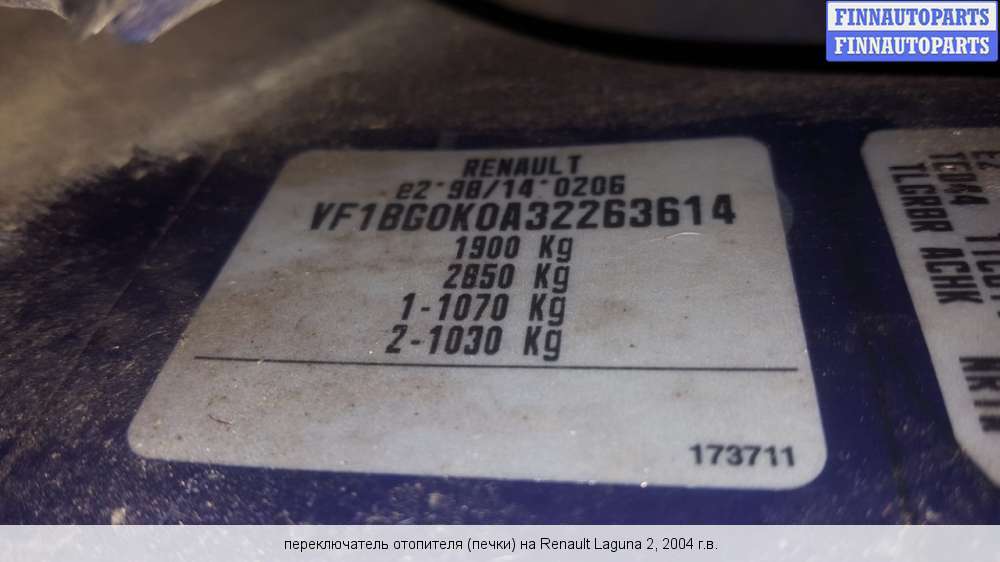 FINNAUTOPARTS
FINNAUTOPARTS
RENAULT
e2*98/14*0206
VF1BG0K0A32263614
1900 Kg
2850 Kg
1-1070 Kg
2-1030 Kg
173711
TLGRBR ACHK
переключатель отопителя (печки) на Renault Laguna 2, 2004 г.в.